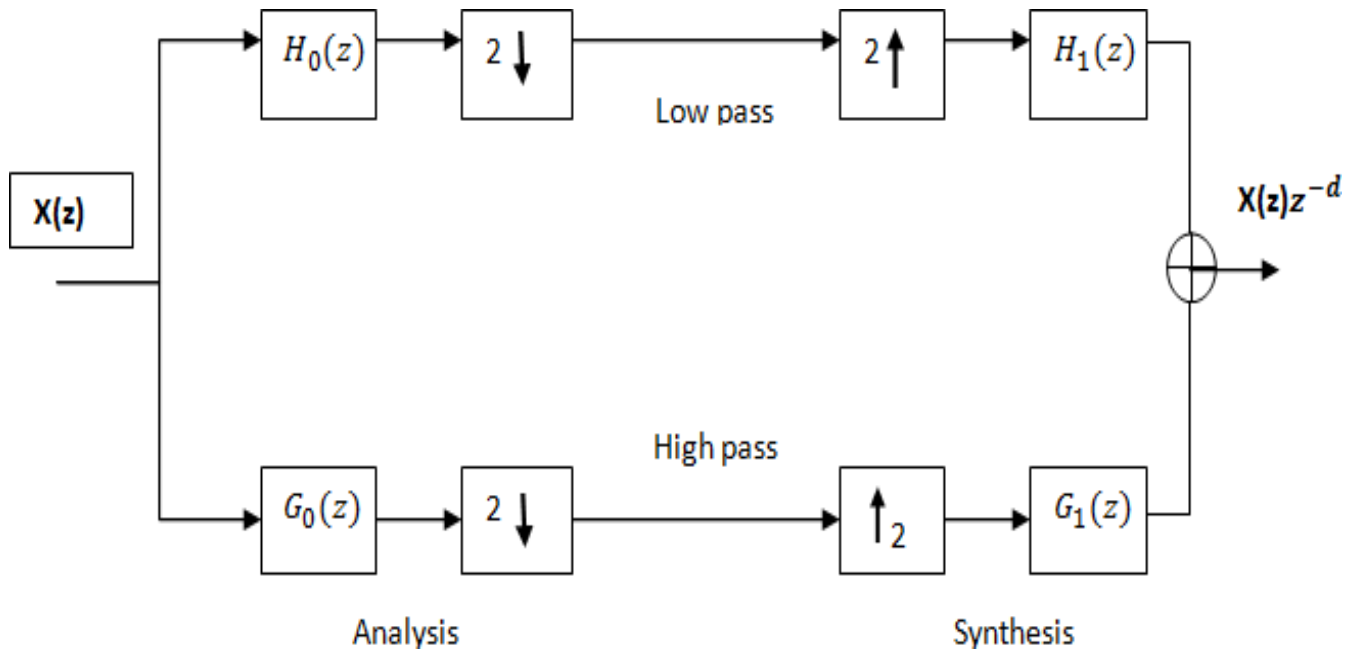 H₀(z)
2
2
H₁(z)
Low pass
X(z)
X(z)z⁻ᵈ
High pass
G₀(z)
2
2
G₁(z)
Analysis
Synthesis